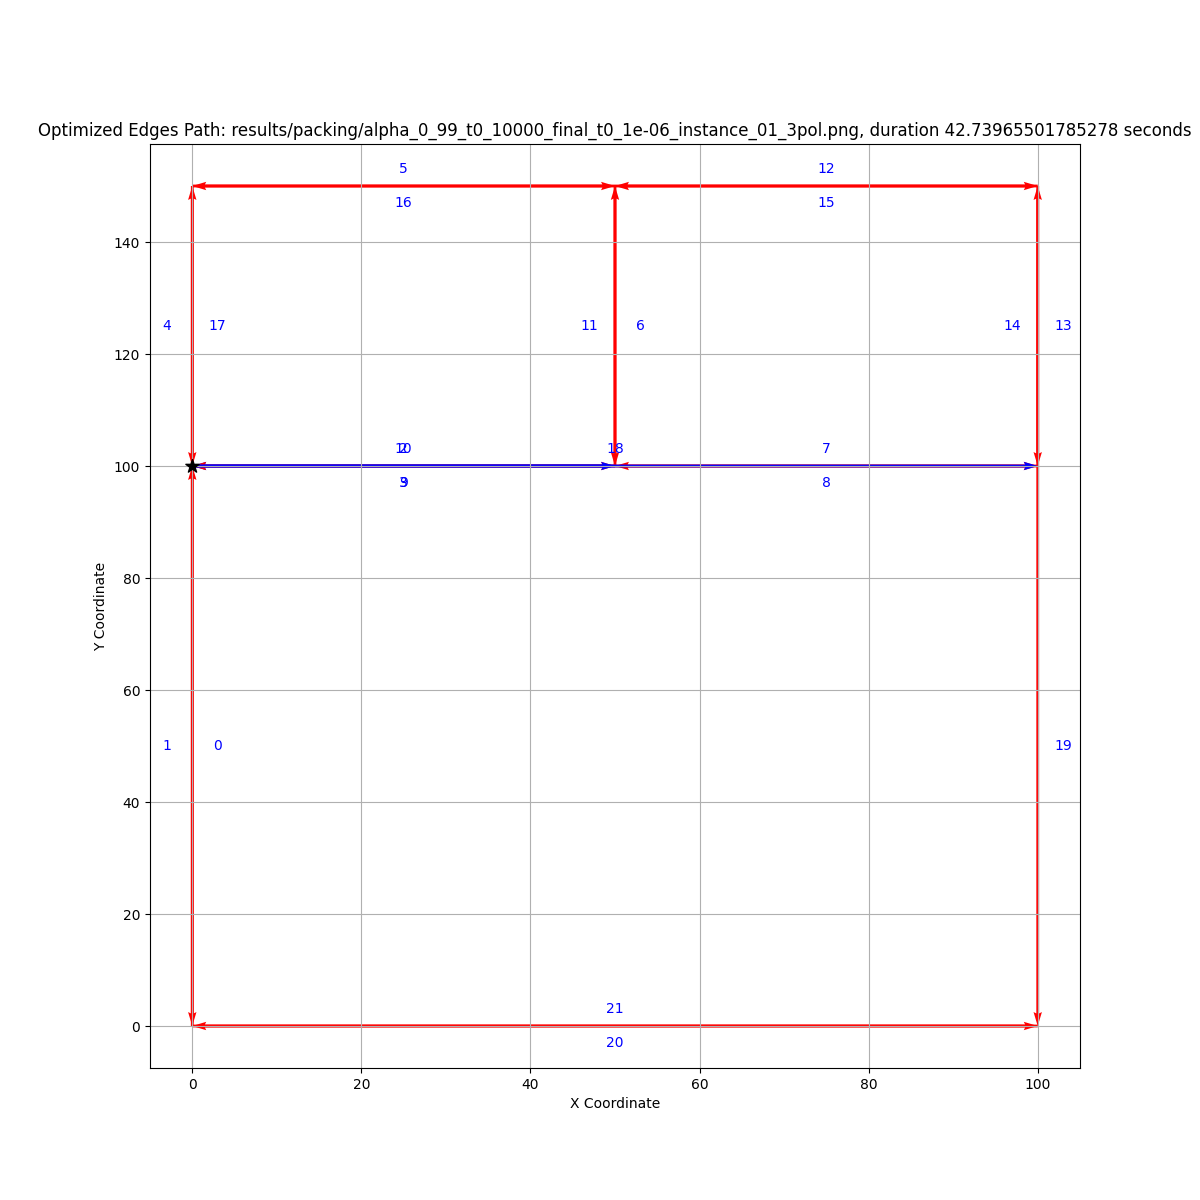 Optimized Edges Path: results/packing/alpha_0_99_t0_10000_final_t0_1e-06_instance_01_3pol.png, duration 42.73965501785278 seconds
5 12
16 15
140
4 17 11 6 14 13
120
10 18 7
100
8
80
60
1 0 19
40
20
21
0
20
0 20 40 60 80 100
X Coordinate
Y Coordinate